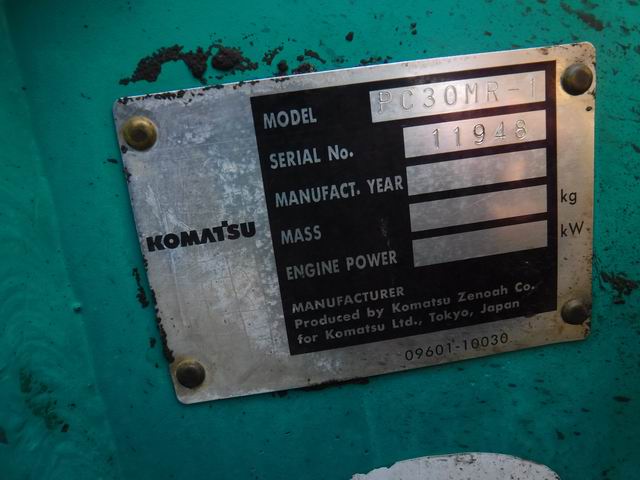 MODEL PC30MR-1
SERIAL No. 11948
MANUFACT. YEAR
MASS kg
ENGINE POWER kW
KOMATSU
MANUFACTURER
Produced by Komatsu Zenoah Co.
for Komatsu Ltd., Tokyo, Japan
09601-10030